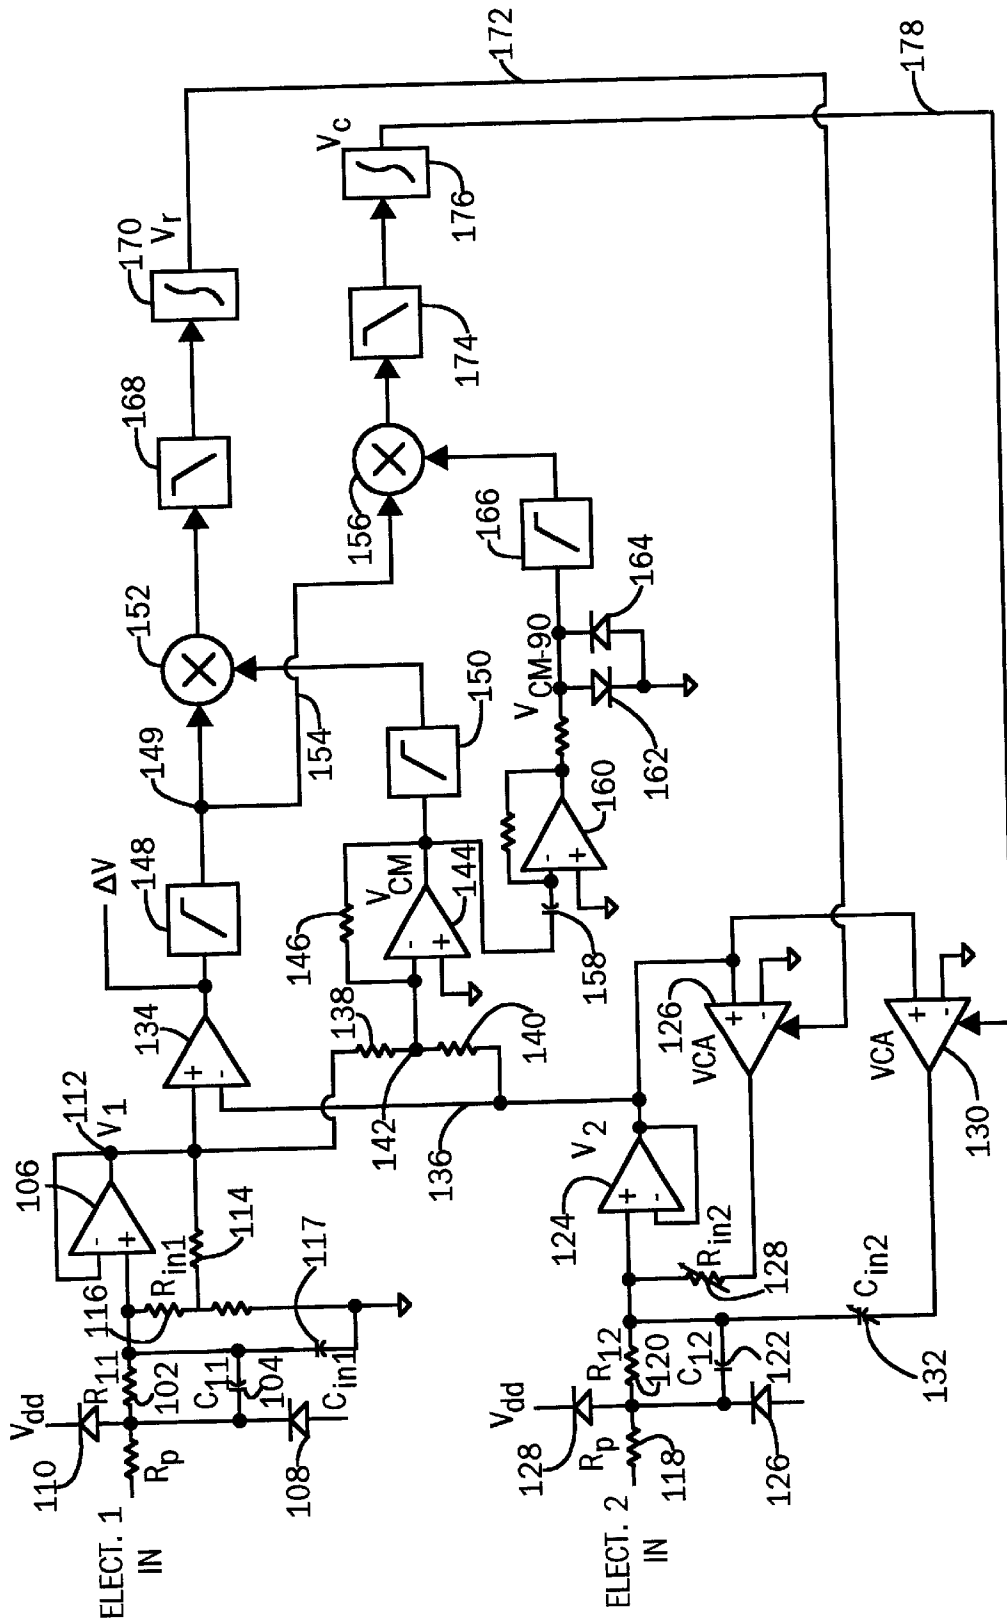 ELECT. 1
IN
Rp
110
Vdd
R11
102
C11
104
108
Cin1
116
Rin1
117
114
106
112
V1
134
ΔV
148
149
152
168
170
Vr
172
154
156
174
176
Vc
178
138
142
140
136
146
VCM
144
150
158
160
VCM-90
162
164
166
ELECT. 2
IN
Rp
118
128
Vdd
R12
120
C12
122
126
Rin2
128
Cin2
132
124
V2
126
VCA
VCA
130
+
-
+
-
+
-
+
-
+
-
+
-
+
-